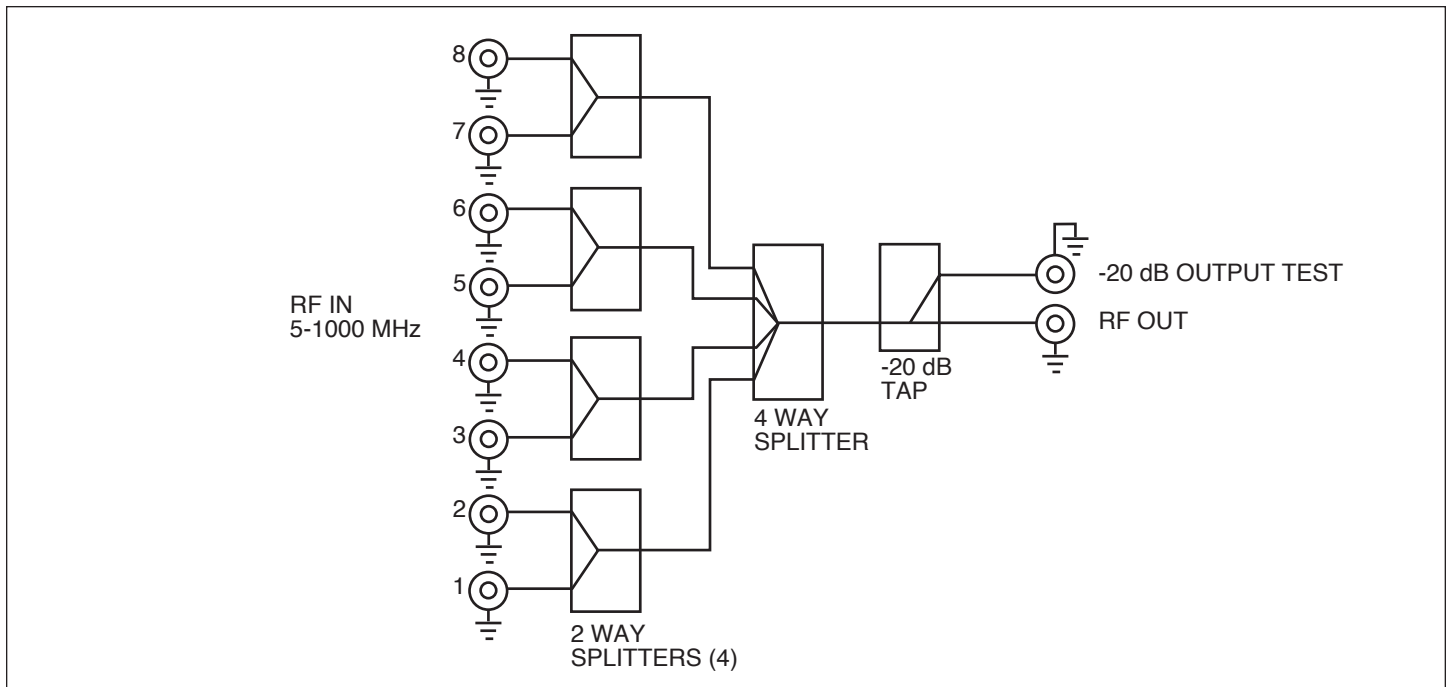 8
7
6
5
RF IN
5-1000 MHz
4
3
2
1
2 WAY
SPLITTERS (4)
4 WAY
SPLITTER
-20 dB
TAP
-20 dB OUTPUT TEST
RF OUT